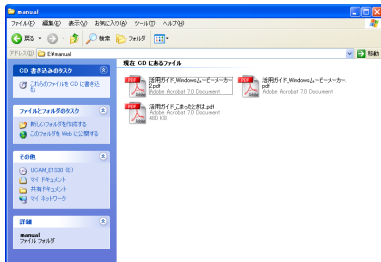 manual
ファイル(F) 編集(E) 表示(V) お気に入り(A) ツール(T) ヘルプ(H)
戻る 検索 フォルダ
アドレス(D) E:¥manual 移動
現在 CD にあるファイル
CD 書き込みのタスク
これらのファイルを CD に書き込む
ファイルとフォルダのタスク
新しいフォルダを作成する
このフォルダを Web に公開する
その他
UCAM_E1D30 (E:)
マイ ドキュメント
共有ドキュメント
マイ ネットワーク
詳細
manual
ファイル フォルダ
活用ガイド_Windowsムービーメーカー2.pdf
Adobe Acrobat 7.0 Document
活用ガイド_Windowsムービーメーカー.pdf
Adobe Acrobat 7.0 Document
活用ガイド_こまったときは.pdf
Adobe Acrobat 7.0 Document
480 KB